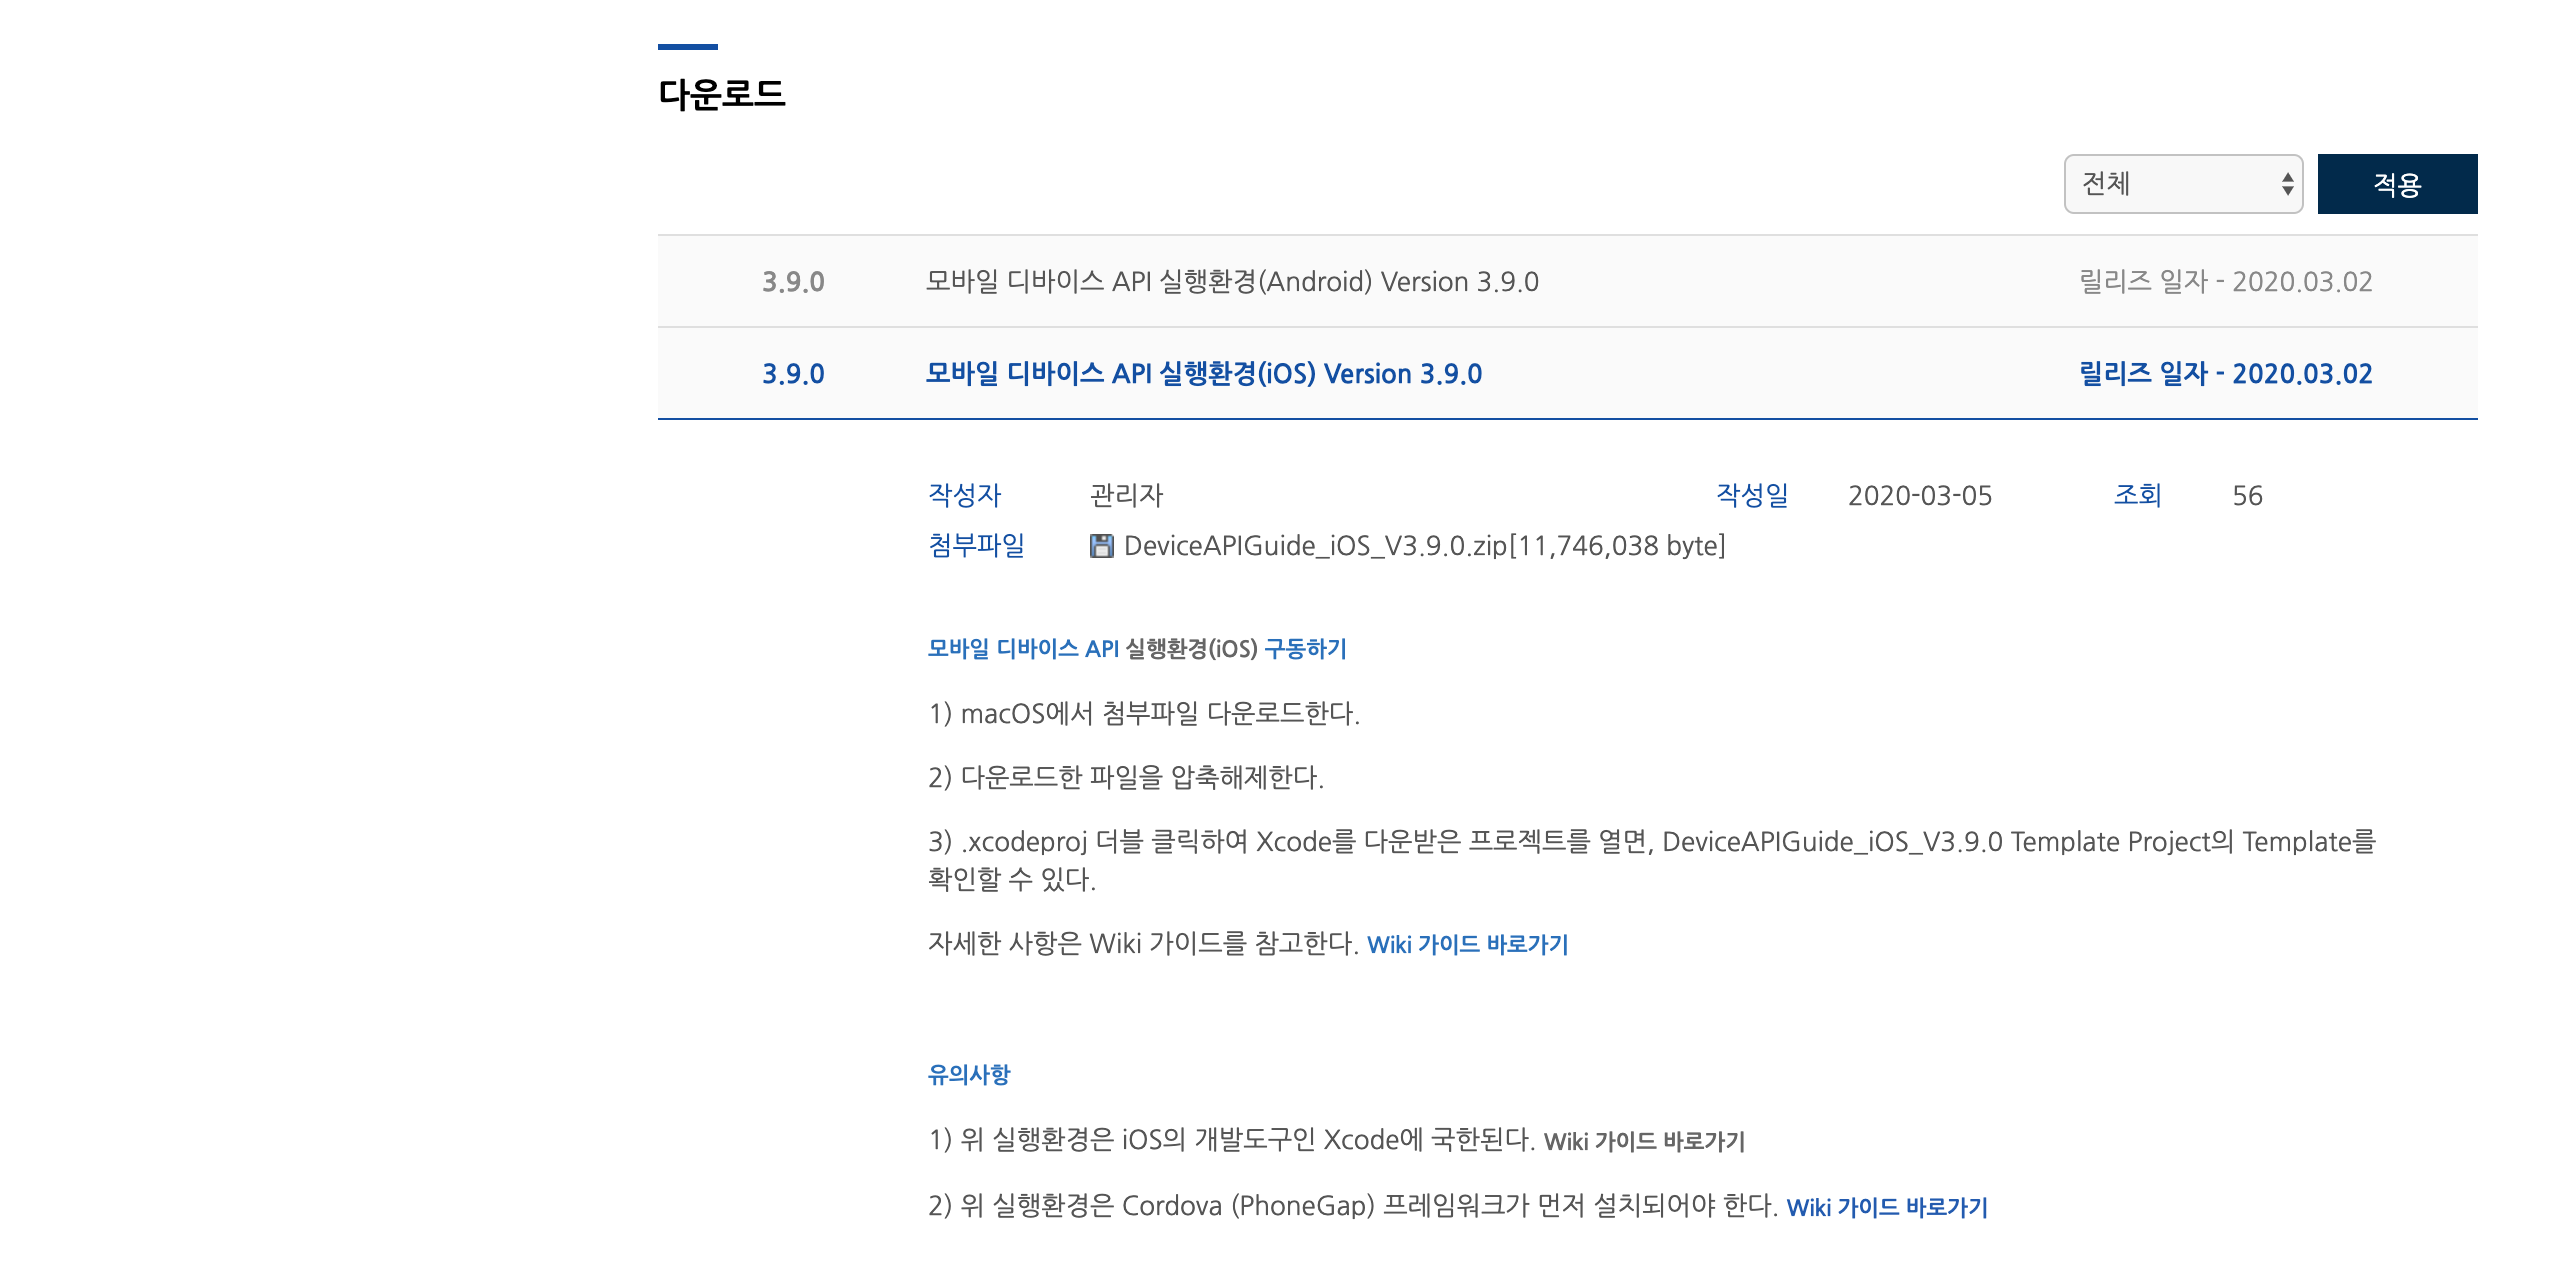 다운로드
전체
적용
3.9.0 모바일 디바이스 API 실행환경(Android) Version 3.9.0 릴리즈 일자 - 2020.03.02
3.9.0 모바일 디바이스 API 실행환경(iOS) Version 3.9.0 릴리즈 일자 - 2020.03.02
작성자 관리자 작성일 2020-03-05 조회 56
첨부파일 DeviceAPIGuide_iOS_V3.9.0.zip[11,746,038 byte]
모바일 디바이스 API 실행환경(iOS) 구동하기
1) macOS에서 첨부파일 다운로드한다.
2) 다운로드한 파일을 압축해제한다.
3) .xcodeproj 더블 클릭하여 Xcode를 다운받은 프로젝트를 열면, DeviceAPIGuide_iOS_V3.9.0 Template Project의 Template를
확인할 수 있다.
자세한 사항은 Wiki 가이드를 참고한다. Wiki 가이드 바로가기
유의사항
1) 위 실행환경은 iOS의 개발도구인 Xcode에 국한된다. Wiki 가이드 바로가기
2) 위 실행환경은 Cordova (PhoneGap) 프레임워크가 먼저 설치되어야 한다. Wiki 가이드 바로가기